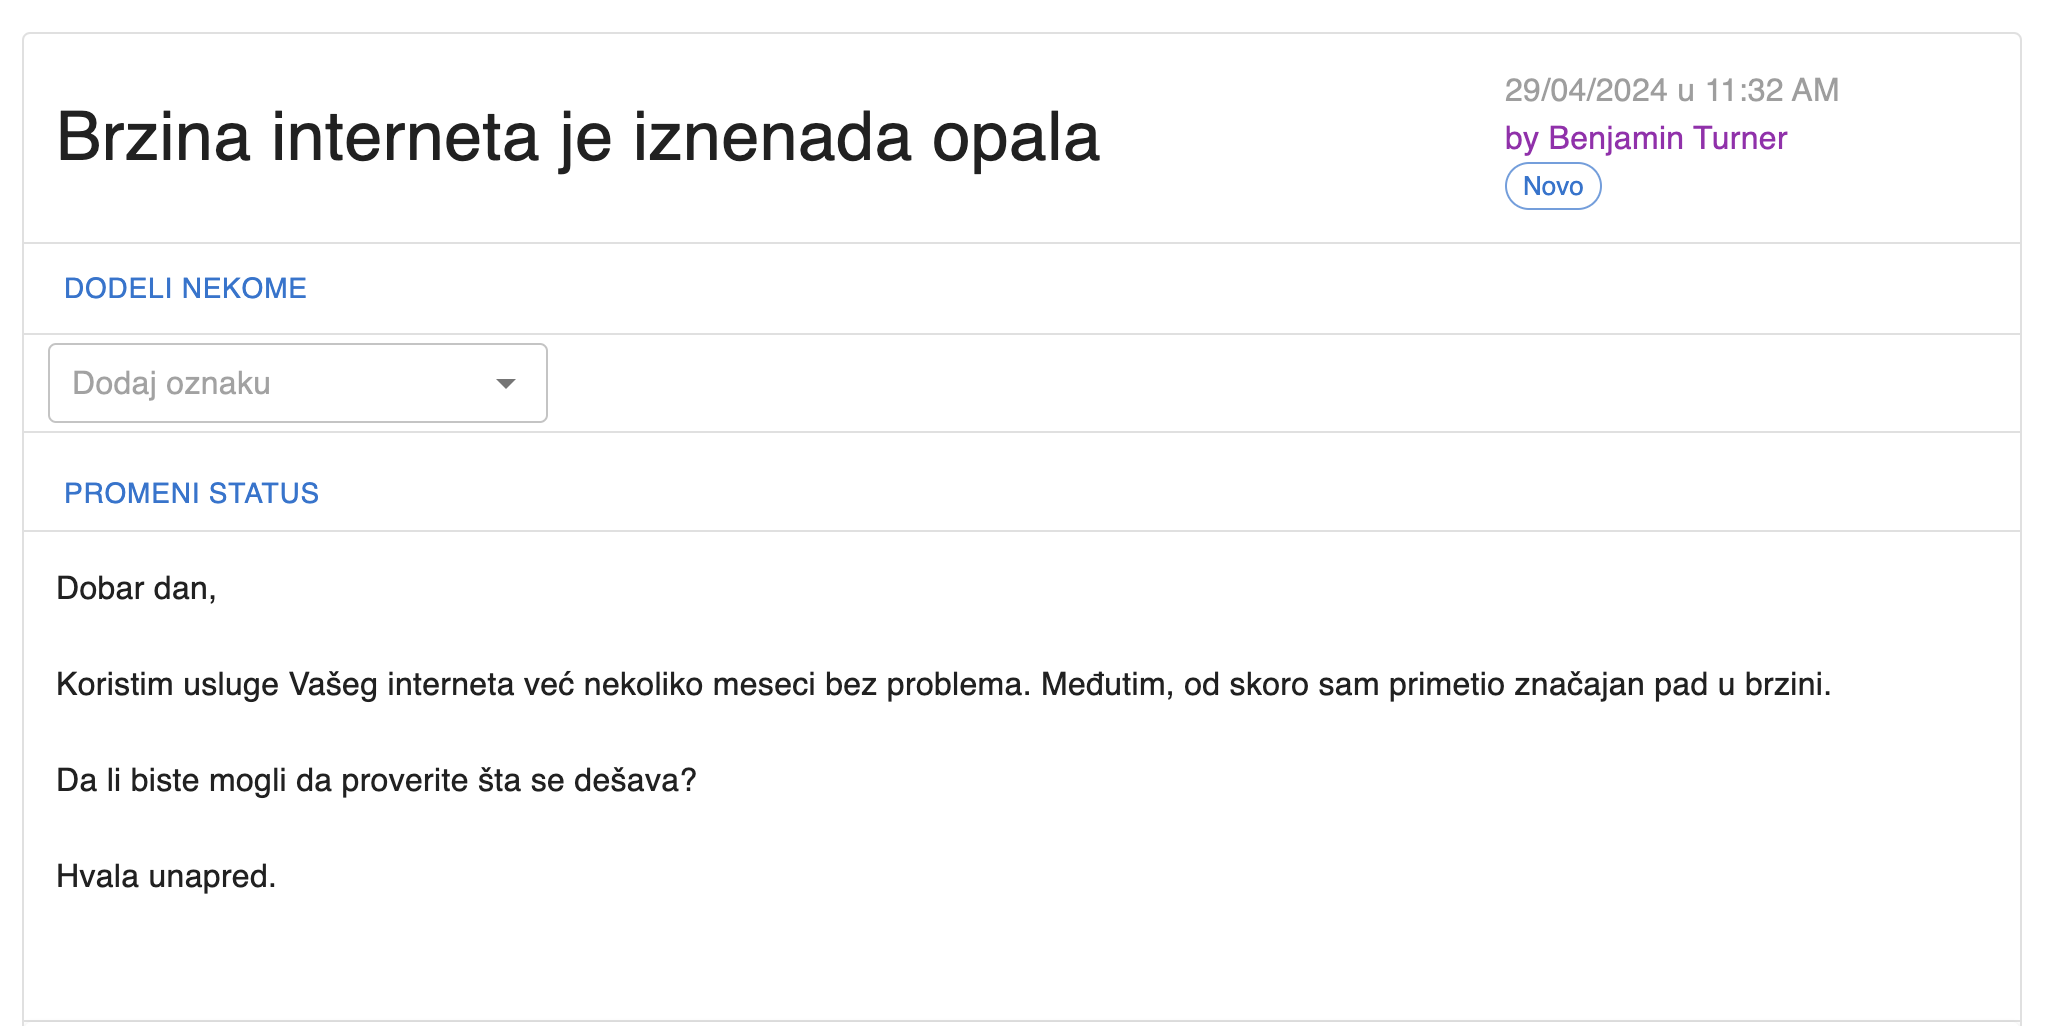 Brzina interneta je iznenada opala
29/04/2024 u 11:32 AM
by Benjamin Turner
Novo
DODELI NEKOME
Dodaj oznaku
PROMENI STATUS
Dobar dan,
Koristim usluge Vašeg interneta već nekoliko meseci bez problema. Međutim, od skoro sam primetio značajan pad u brzini.
Da li biste mogli da proverite šta se dešava?
Hvala unapred.